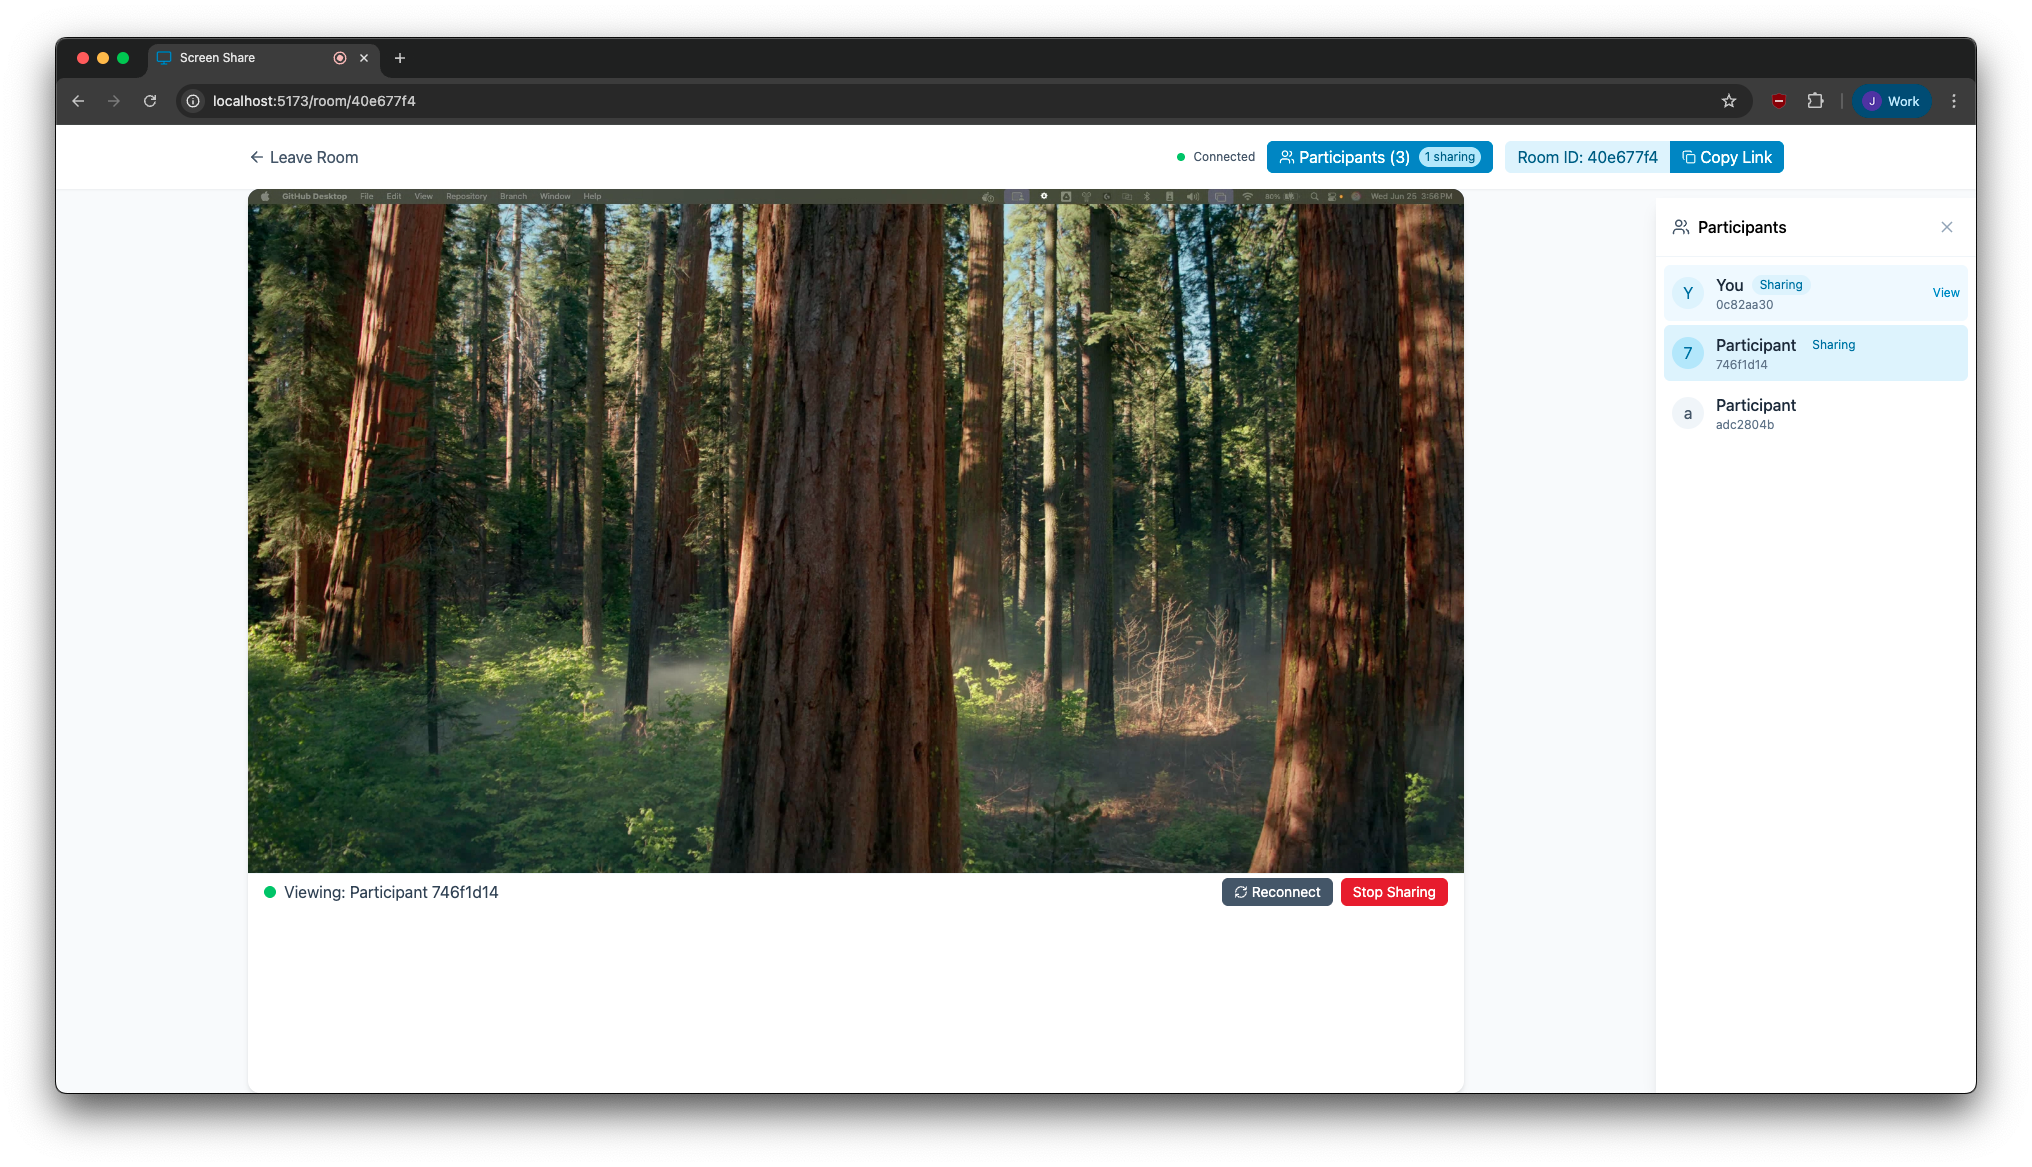 Screen Share
localhost:5173/room/40e677f4
J Work
Leave Room
Connected
Participants (3) 1 sharing
Room ID: 40e677f4
Copy Link
GitHub Desktop File Edit View Repository Branch Window Help
80%
Wed Jun 25 3:56 PM
Participants
Y
You Sharing
0c82aa30
View
7
Participant Sharing
746f1d14
a
Participant
adc2804b
Viewing: Participant 746f1d14
Reconnect
Stop Sharing